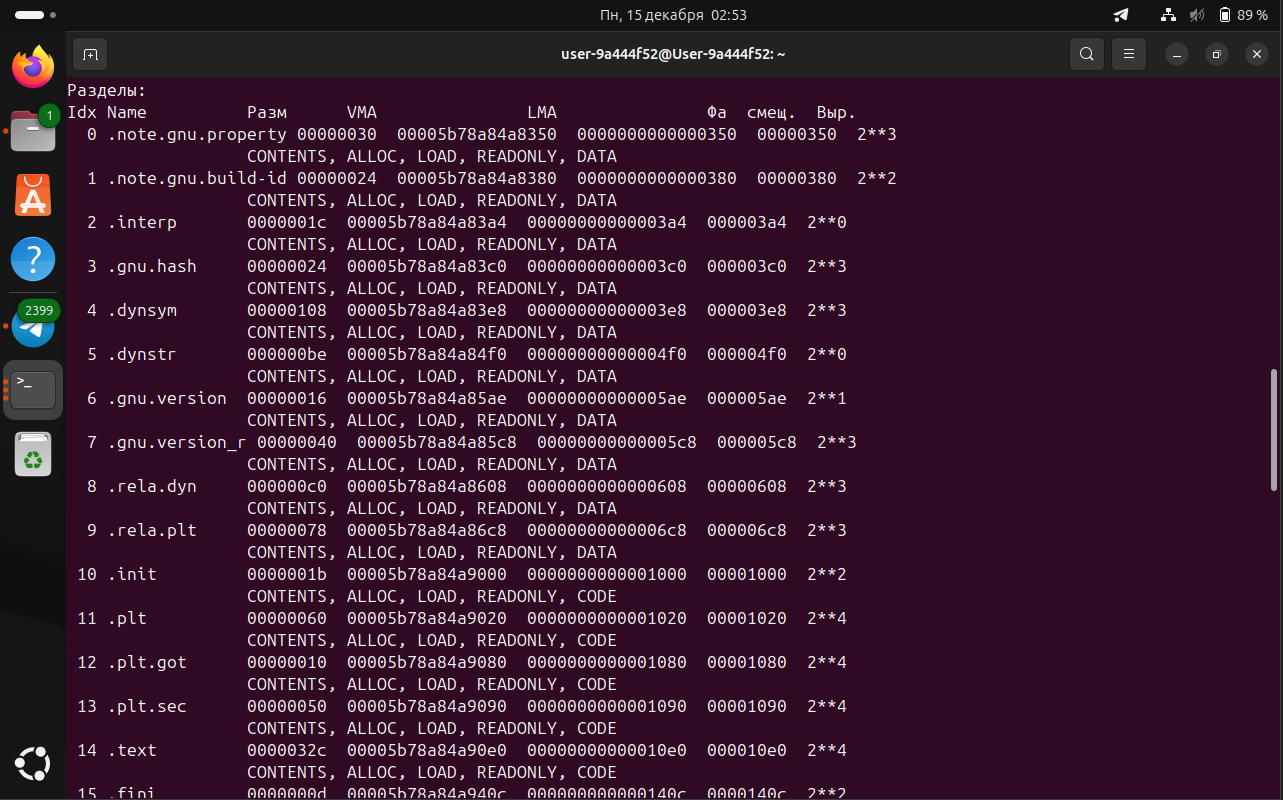 Пн, 15 декабря 02:53
89 %
user-9a444f52@User-9a444f52: ~
1
2399
Разделы:
Idx Name          Разм      VMA               LMA               Фа  смещ.  Выр.
  0 .note.gnu.property 00000030  00005b78a84a8350  0000000000000350  00000350  2**3
                  CONTENTS, ALLOC, LOAD, READONLY, DATA
  1 .note.gnu.build-id 00000024  00005b78a84a8380  0000000000000380  00000380  2**2
                  CONTENTS, ALLOC, LOAD, READONLY, DATA
  2 .interp       0000001c  00005b78a84a83a4  00000000000003a4  000003a4  2**0
                  CONTENTS, ALLOC, LOAD, READONLY, DATA
  3 .gnu.hash     00000024  00005b78a84a83c0  00000000000003c0  000003c0  2**3
                  CONTENTS, ALLOC, LOAD, READONLY, DATA
  4 .dynsym       00000108  00005b78a84a83e8  00000000000003e8  000003e8  2**3
                  CONTENTS, ALLOC, LOAD, READONLY, DATA
  5 .dynstr       000000be  00005b78a84a84f0  00000000000004f0  000004f0  2**0
                  CONTENTS, ALLOC, LOAD, READONLY, DATA
  6 .gnu.version  00000016  00005b78a84a85ae  00000000000005ae  000005ae  2**1
                  CONTENTS, ALLOC, LOAD, READONLY, DATA
  7 .gnu.version_r 00000040  00005b78a84a85c8  00000000000005c8  000005c8  2**3
                  CONTENTS, ALLOC, LOAD, READONLY, DATA
  8 .rela.dyn     000000c0  00005b78a84a8608  0000000000000608  00000608  2**3
                  CONTENTS, ALLOC, LOAD, READONLY, DATA
  9 .rela.plt     00000078  00005b78a84a86c8  00000000000006c8  000006c8  2**3
                  CONTENTS, ALLOC, LOAD, READONLY, DATA
 10 .init         0000001b  00005b78a84a9000  0000000000001000  00001000  2**2
                  CONTENTS, ALLOC, LOAD, READONLY, CODE
 11 .plt          00000060  00005b78a84a9020  0000000000001020  00001020  2**4
                  CONTENTS, ALLOC, LOAD, READONLY, CODE
 12 .plt.got      00000010  00005b78a84a9080  0000000000001080  00001080  2**4
                  CONTENTS, ALLOC, LOAD, READONLY, CODE
 13 .plt.sec      00000050  00005b78a84a9090  0000000000001090  00001090  2**4
                  CONTENTS, ALLOC, LOAD, READONLY, CODE
 14 .text         0000032c  00005b78a84a90e0  00000000000010e0  000010e0  2**4
                  CONTENTS, ALLOC, LOAD, READONLY, CODE
 15 .fini         0000000d  00005b78a84a940c  000000000000140c  0000140c  2**2